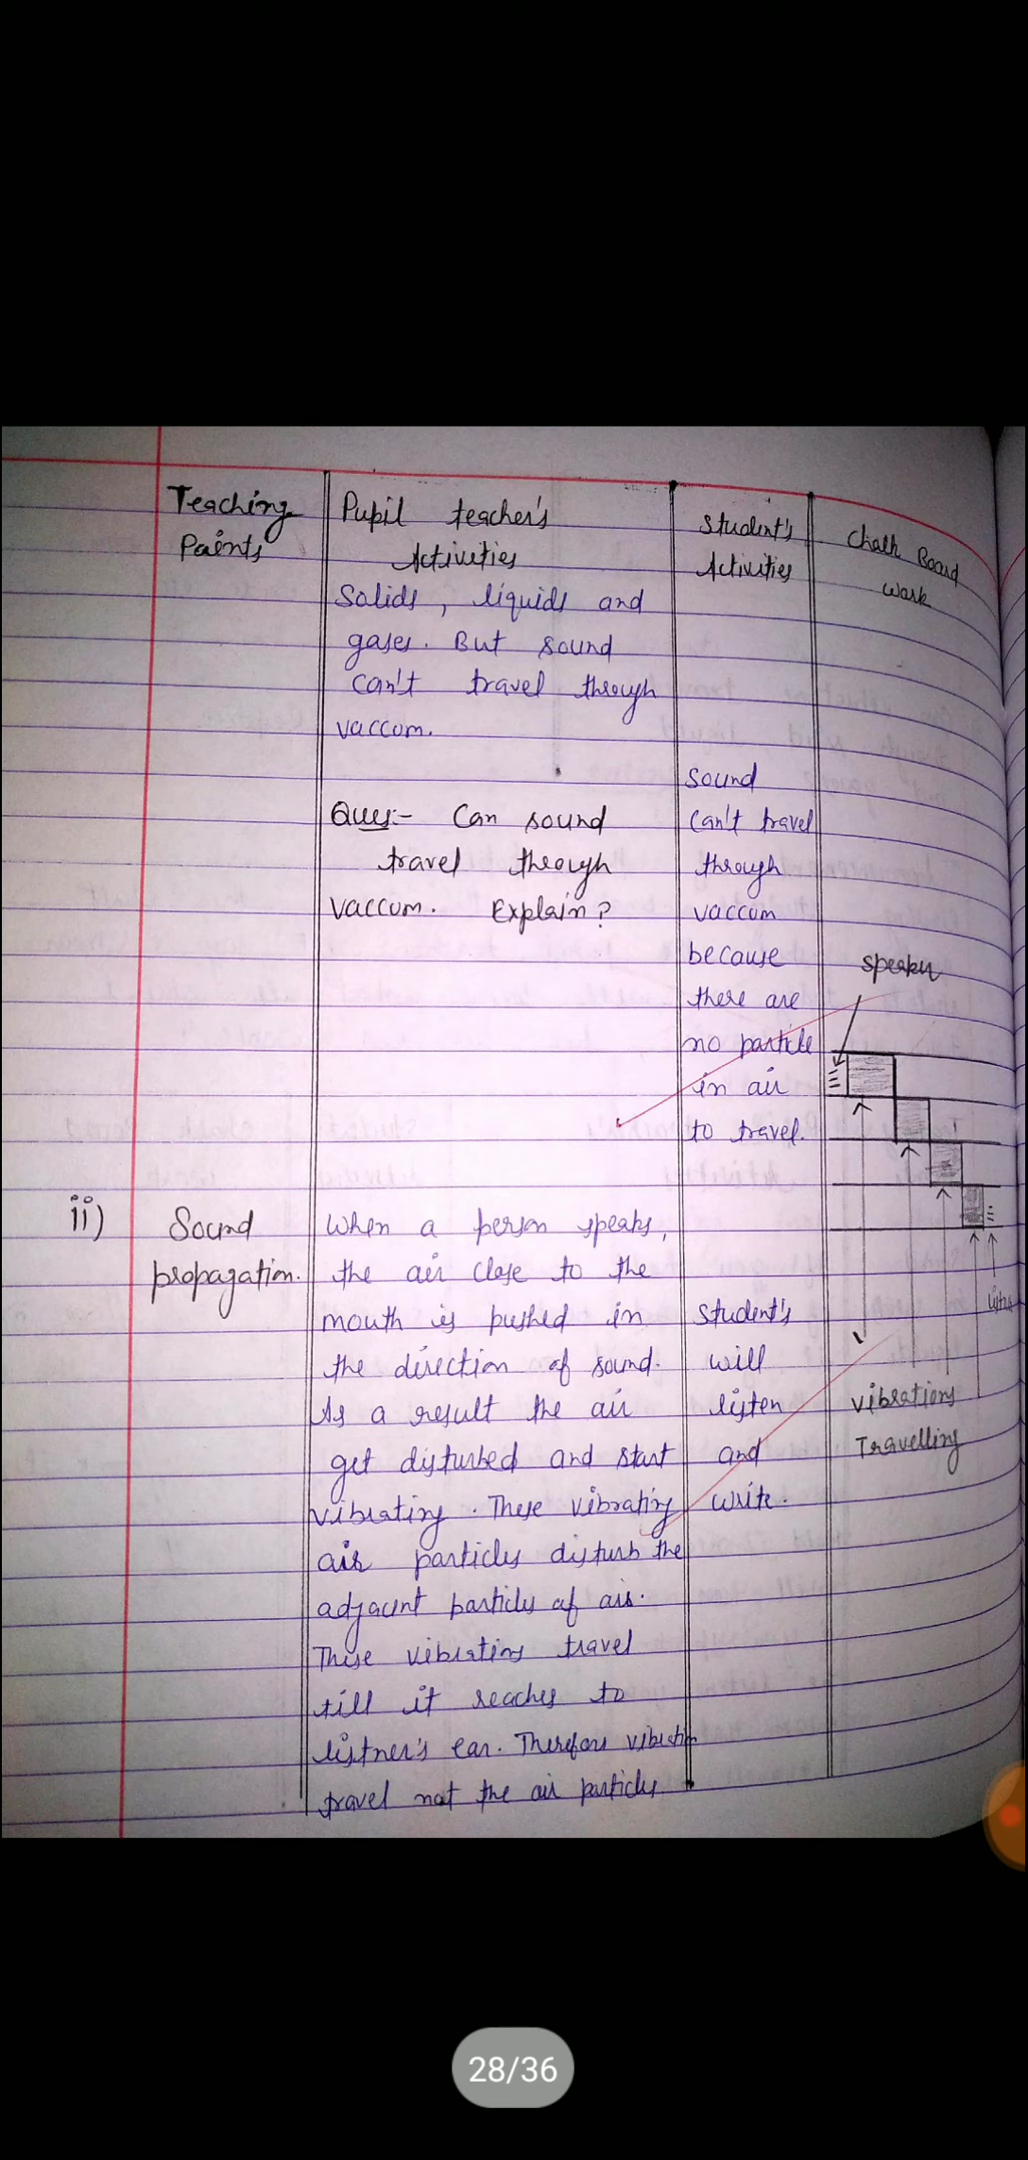 Teaching
Points
Pupil teacher's
Activities
Student's
Activities
Chalk Board
Work
Solids, liquids and
gases. But sound
can't travel through
vaccum.
Ques:- Can sound
travel through
vaccum. Explain?
Sound
can't travel
through
vaccum
because
there are
no particle
in air
to travel.
speaker
ii)
Sound
propagation.
When a person speaks,
the air close to the
mouth is pushed in
the direction of sound.
As a result the air
get disturbed and start
vibrating. These vibrating
air particles disturb the
adjacent particles of air.
These vibrations travel
till it reaches to
listner's ear. Therefore vibration
travel not the air particles
Student's
will
listen
and
write.
Vibrations
Travelling
28/36